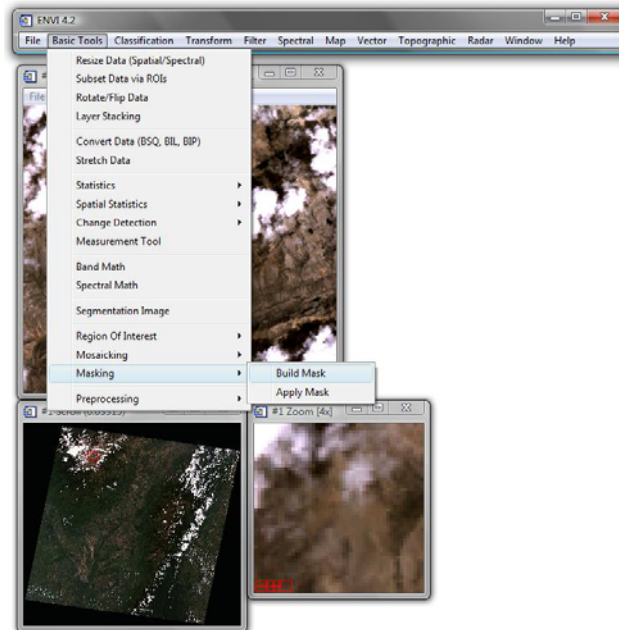 ENVI 4.2
File Basic Tools Classification Transform Filter Spectral Map Vector Topographic Radar Window Help
Resize Data (Spatial/Spectral)
Subset Data via ROIs
Rotate/Flip Data
Layer Stacking
Convert Data (BSQ, BIL, BIP)
Stretch Data
Statistics
Spatial Statistics
Change Detection
Measurement Tool
Band Math
Spectral Math
Segmentation Image
Region Of Interest
Mosaicking
Masking
Build Mask
Apply Mask
Preprocessing
File
#1 Scroll (0.03515)
#1 Zoom [4x]